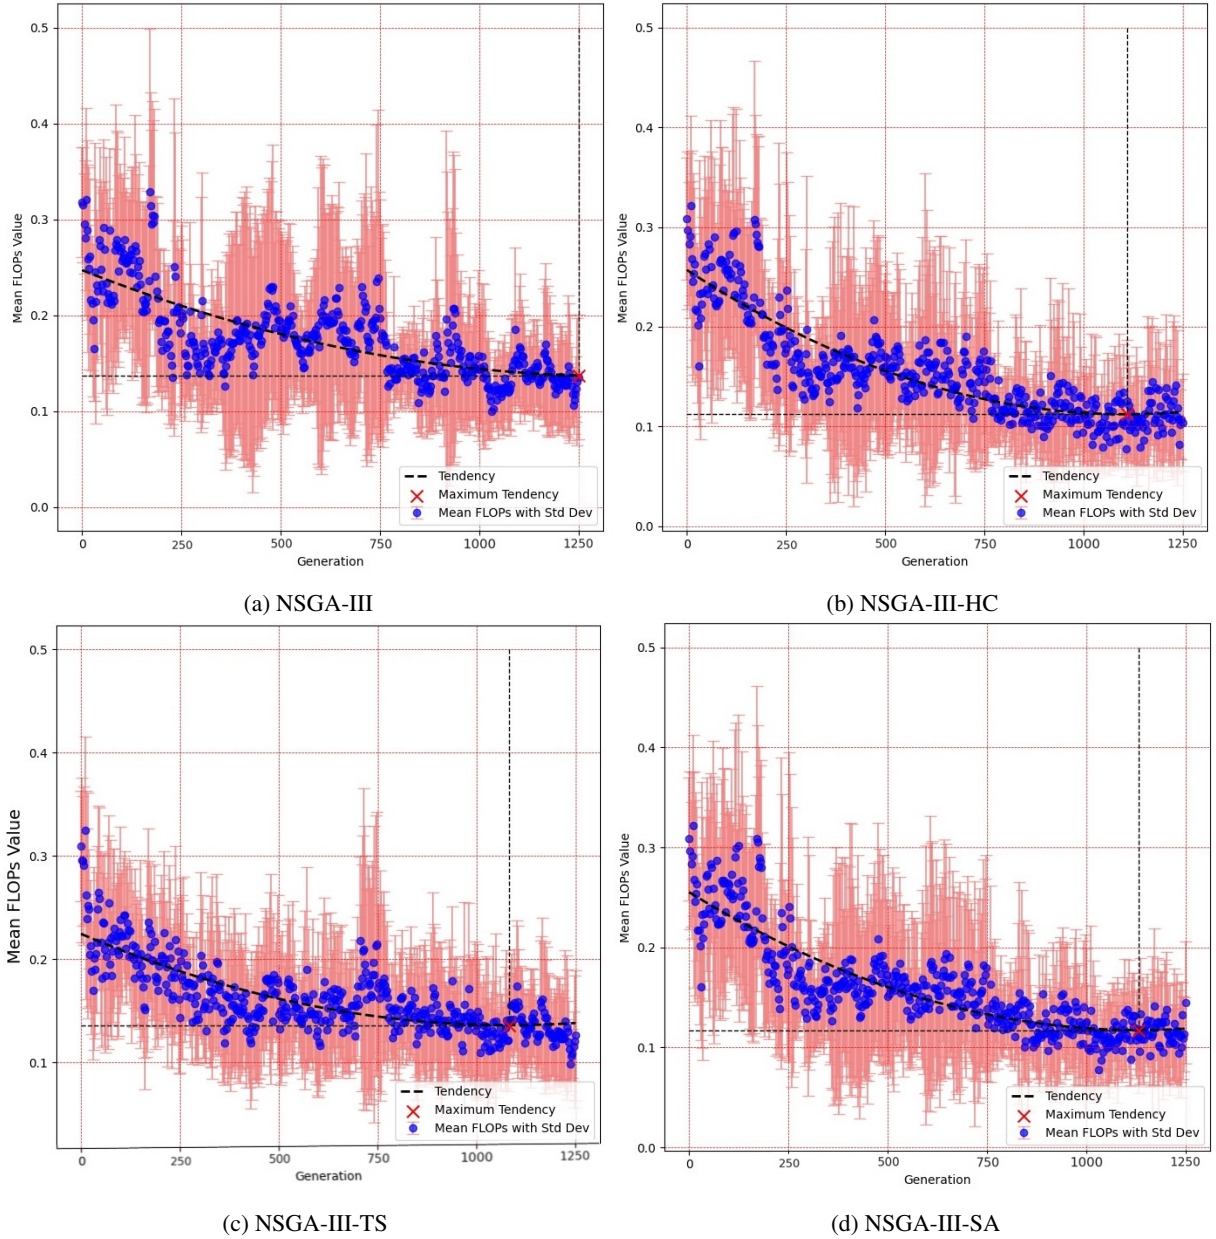 0.5
0.4
0.3
0.2
0.1
0.0
Mean FLOPs Value
0
250
500
750
1000
1250
Generation
Tendency
Maximum Tendency
Mean FLOPs with Std Dev
(a) NSGA-III
0.5
0.4
0.3
0.2
0.1
0.0
Mean FLOPs Value
0
250
500
750
1000
1250
Generation
Tendency
Maximum Tendency
Mean FLOPs with Std Dev
(b) NSGA-III-HC
0.5
0.4
0.3
0.2
0.1
Mean FLOPs Value
0
250
500
750
1000
1250
Generation
Tendency
Maximum Tendency
Mean FLOPs with Std Dev
(c) NSGA-III-TS
0.5
0.4
0.3
0.2
0.1
0.0
Mean FLOPs Value
0
250
500
750
1000
1250
Generation
Tendency
Maximum Tendency
Mean FLOPs with Std Dev
(d) NSGA-III-SA